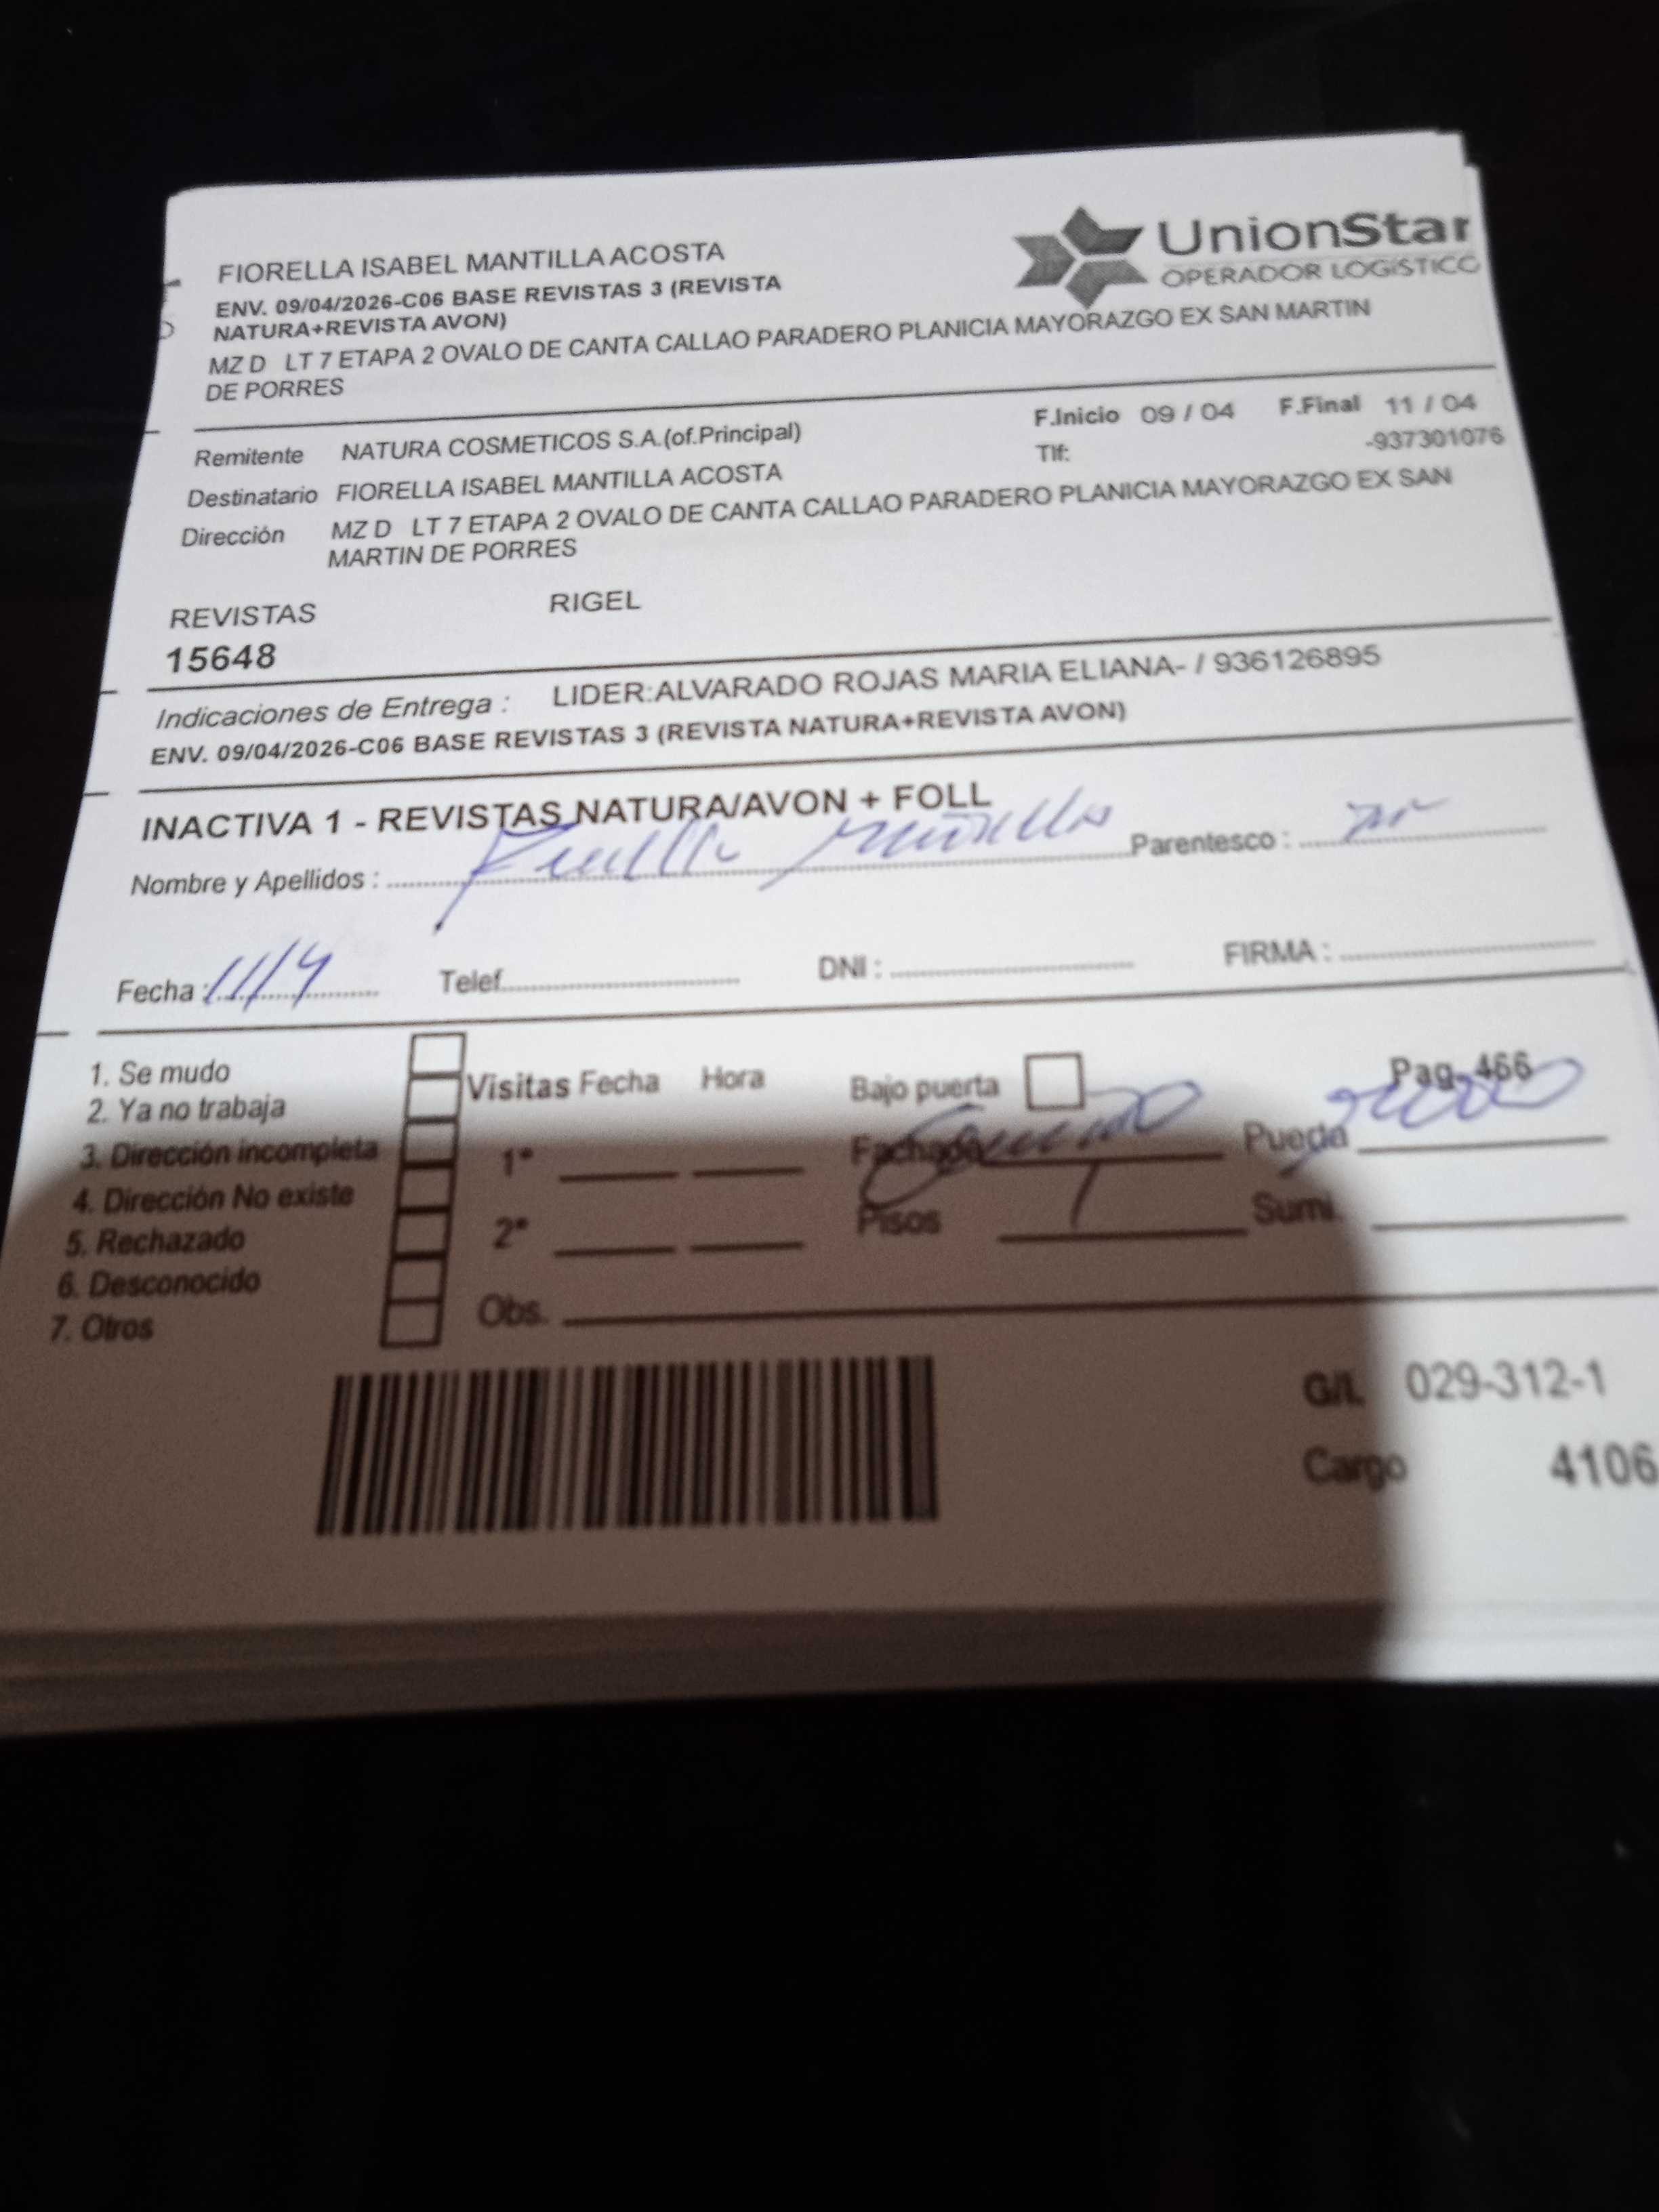 FIORELLA ISABEL MANTILLA ACOSTA
UnionStar
OPERADOR LOGÍSTICO
ENV. 09/04/2026-C06 BASE REVISTAS 3 (REVISTA
NATURA+REVISTA AVON)
MZ D LT 7 ETAPA 2 OVALO DE CANTA CALLAO PARADERO PLANICIA MAYORAZGO EX SAN MARTIN
DE PORRES
Remitente NATURA COSMETICOS S.A.(of.Principal) F.Inicio 09 / 04 F.Final 11 / 04
Tlf: -937301076
Destinatario FIORELLA ISABEL MANTILLA ACOSTA
Dirección MZ D LT 7 ETAPA 2 OVALO DE CANTA CALLAO PARADERO PLANICIA MAYORAZGO EX SAN
MARTIN DE PORRES
REVISTAS RIGEL
15648
Indicaciones de Entrega : LIDER:ALVARADO ROJAS MARIA ELIANA- / 936126895
ENV. 09/04/2026-C06 BASE REVISTAS 3 (REVISTA NATURA+REVISTA AVON)
INACTIVA 1 - REVISTAS NATURA/AVON + FOLL
Nombre y Apellidos : Parentesco :
Fecha : 11/4 Telef. DNI : FIRMA :
1. Se mudo
2. Ya no trabaja
3. Dirección incompleta
4. Dirección No existe
5. Rechazado
6. Desconocido
7. Otros
Visitas Fecha Hora
1°
2°
Obs.
Bajo puerta Pag. 466
Fachada Puerta
Pisos 1 Sumi.
G/L 029-312-1
Cargo 4106